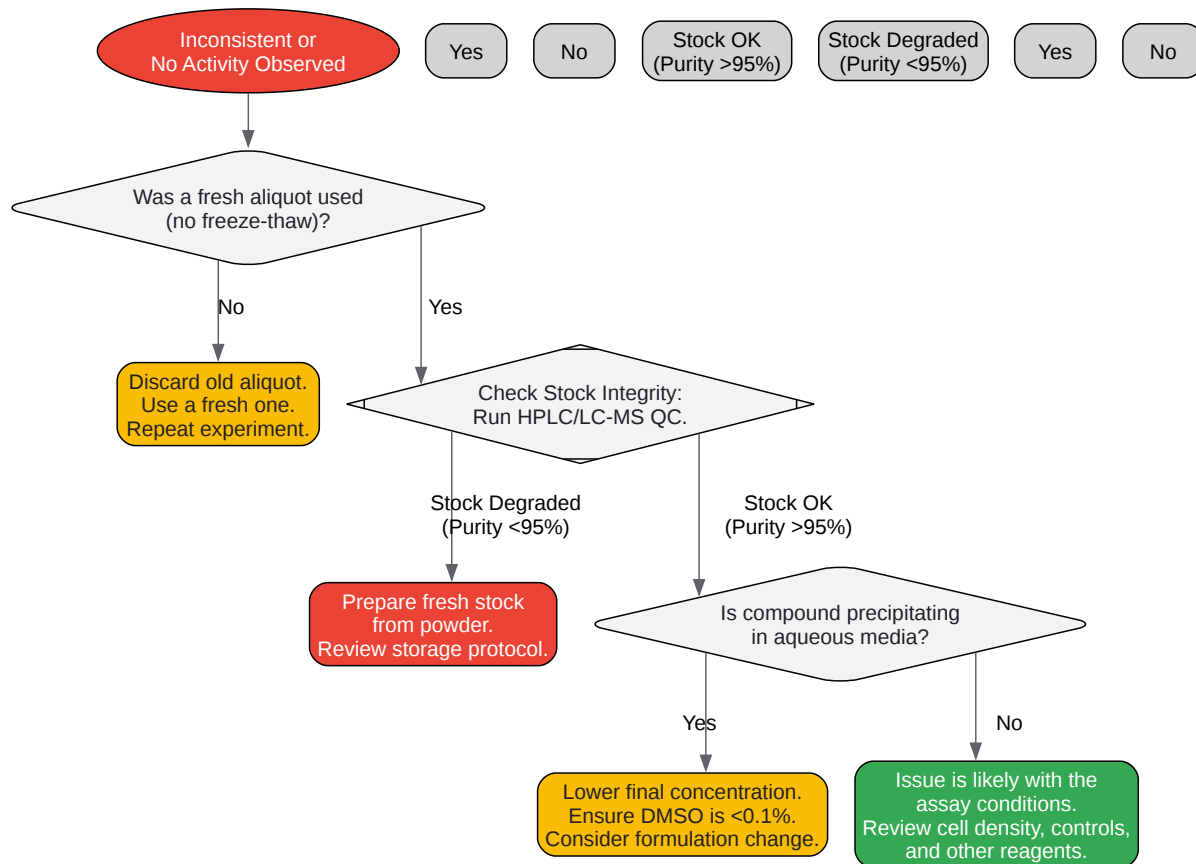 Inconsistent or
No Activity Observed
Yes
No
Stock OK
(Purity >95%)
Stock Degraded
(Purity <95%)
Yes
No
Was a fresh aliquot used
(no freeze-thaw)?
No
Yes
Discard old aliquot.
Use a fresh one.
Repeat experiment.
Check Stock Integrity:
Run HPLC/LC-MS QC.
Stock Degraded
(Purity <95%)
Stock OK
(Purity >95%)
Prepare fresh stock
from powder.
Review storage protocol.
Is compound precipitating
in aqueous media?
Yes
No
Lower final concentration.
Ensure DMSO is <0.1%.
Consider formulation change.
Issue is likely with the
assay conditions.
Review cell density, controls,
and other reagents.